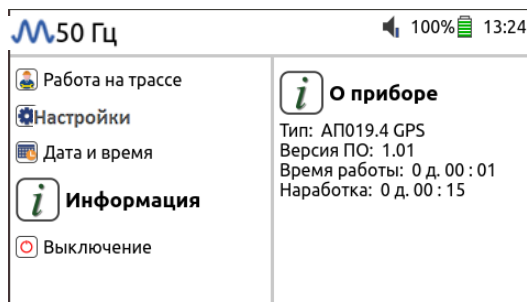 50 Гц
100%
13:24
Работа на трассе
Настройки
Дата и время
Информация
Выключение
О приборе
Тип: АП019.4 GPS
Версия ПО: 1.01
Время работы: 0 д. 00 : 01
Наработка: 0 д. 00 : 15